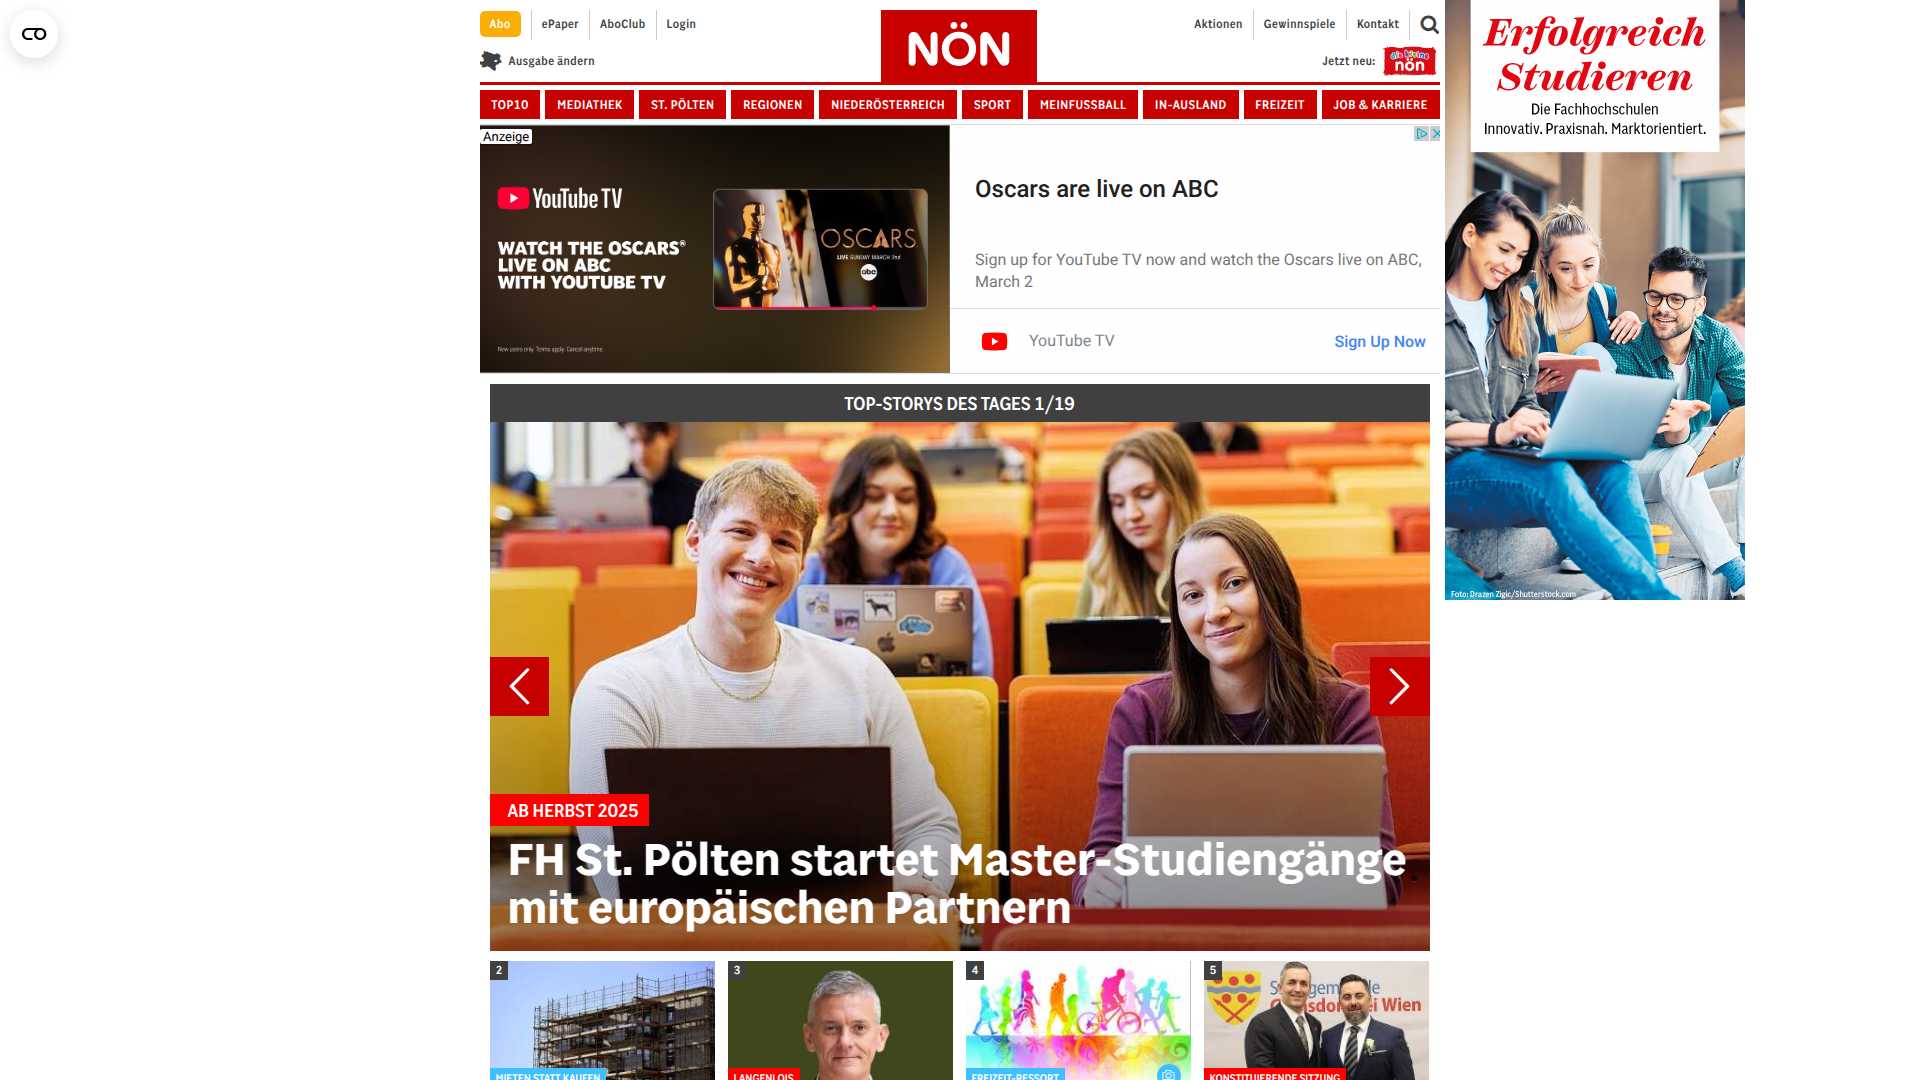 Abo
ePaper
AboClub
Login
NÖN
Aktionen
Gewinnspiele
Kontakt
Ausgabe ändern
Jetzt neu:
die kleine
nön
TOP10
MEDIATHEK
ST. PÖLTEN
REGIONEN
NIEDERÖSTERREICH
SPORT
MEINFUSSBALL
IN-AUSLAND
FREIZEIT
JOB & KARRIERE
Anzeige
YouTube TV
WATCH THE OSCARS®
LIVE ON ABC
WITH YOUTUBE TV
OSCARS
LIVE SUNDAY MARCH 2nd
abc
New users only. Terms apply. Cancel anytime.
Oscars are live on ABC
Sign up for YouTube TV now and watch the Oscars live on ABC,
March 2
YouTube TV
Sign Up Now
Erfolgreich
Studieren
Die Fachhochschulen
Innovativ. Praxisnah. Marktorientiert.
Foto: Drazen Zigic/Shutterstock.com
TOP-STORYS DES TAGES 1/19
AB HERBST 2025
FH St. Pölten startet Master-Studiengänge
mit europäischen Partnern
2
MIETEN STATT KAUFEN
3
LANGENLOIS
4
FREIZEIT-RESSORT
5
KONSTITUIERENDE SITZUNG